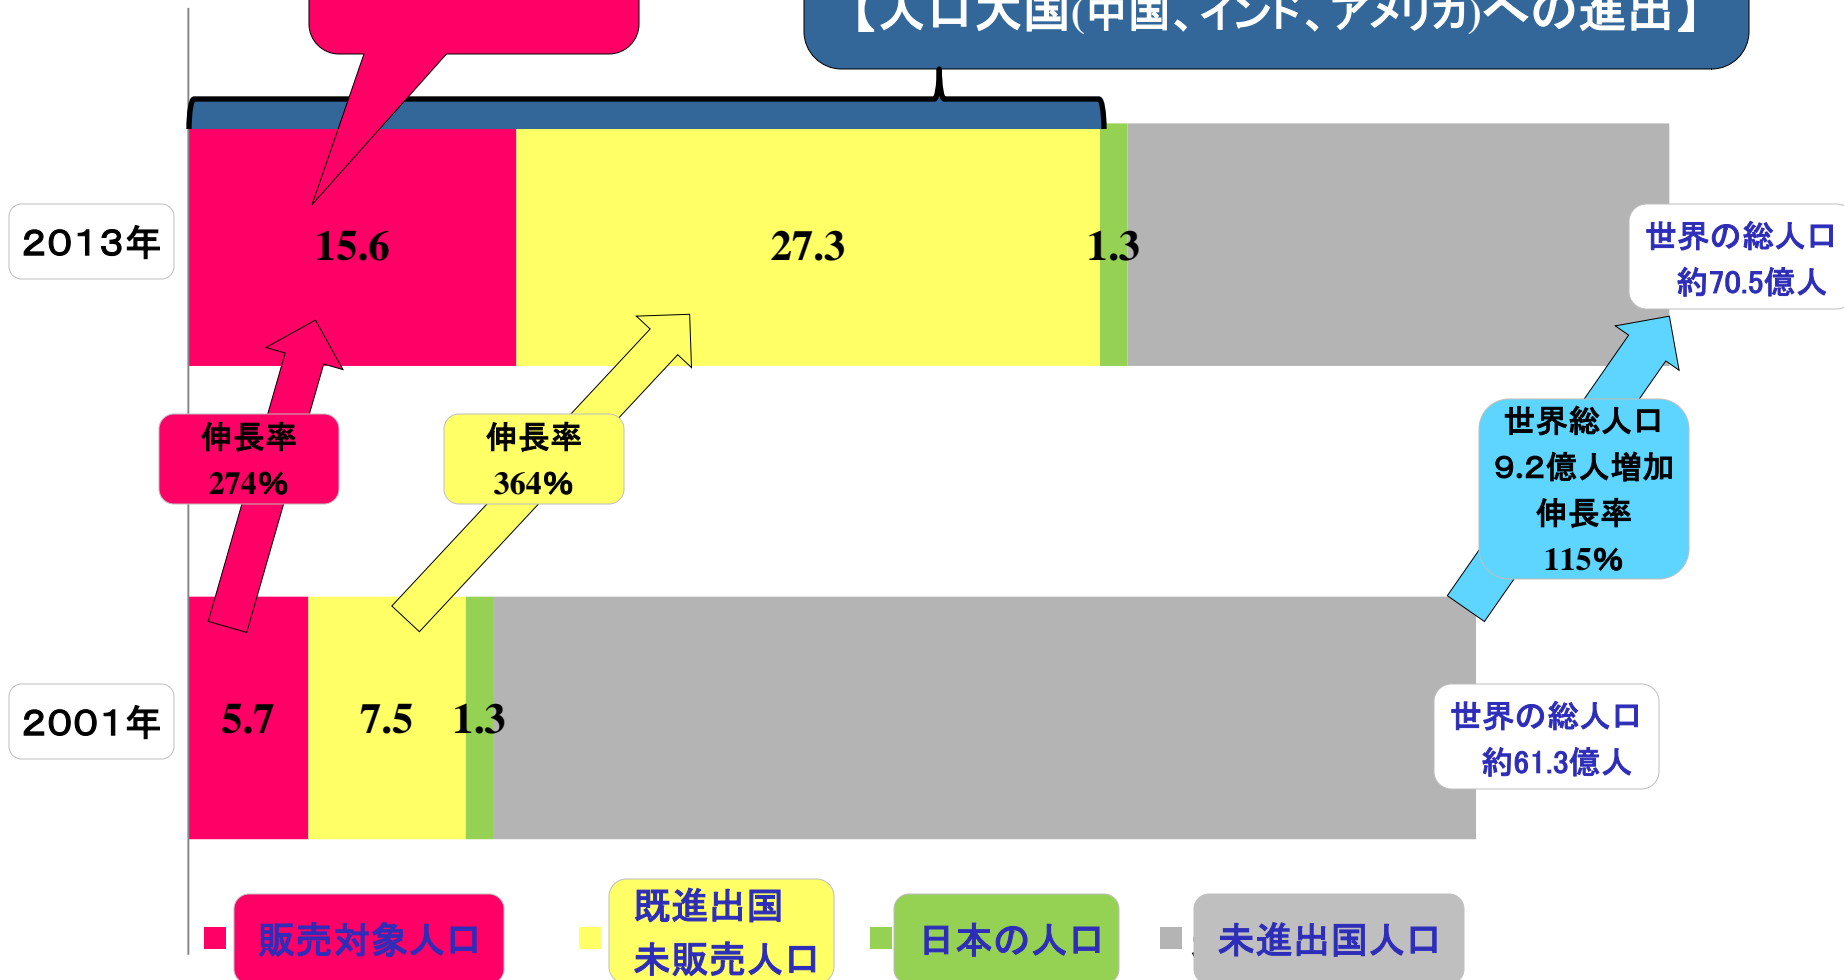 【人口大国(中国、インド、アメリカ)への進出】
2013年
15.6
27.3
1.3
世界の総人口
約70.5億人
伸長率
274%
伸長率
364%
世界総人口
9.2億人増加
伸長率
115%
2001年
5.7
7.5
1.3
世界の総人口
約61.3億人
販売対象人口
既進出国
未販売人口
日本の人口
未進出国人口